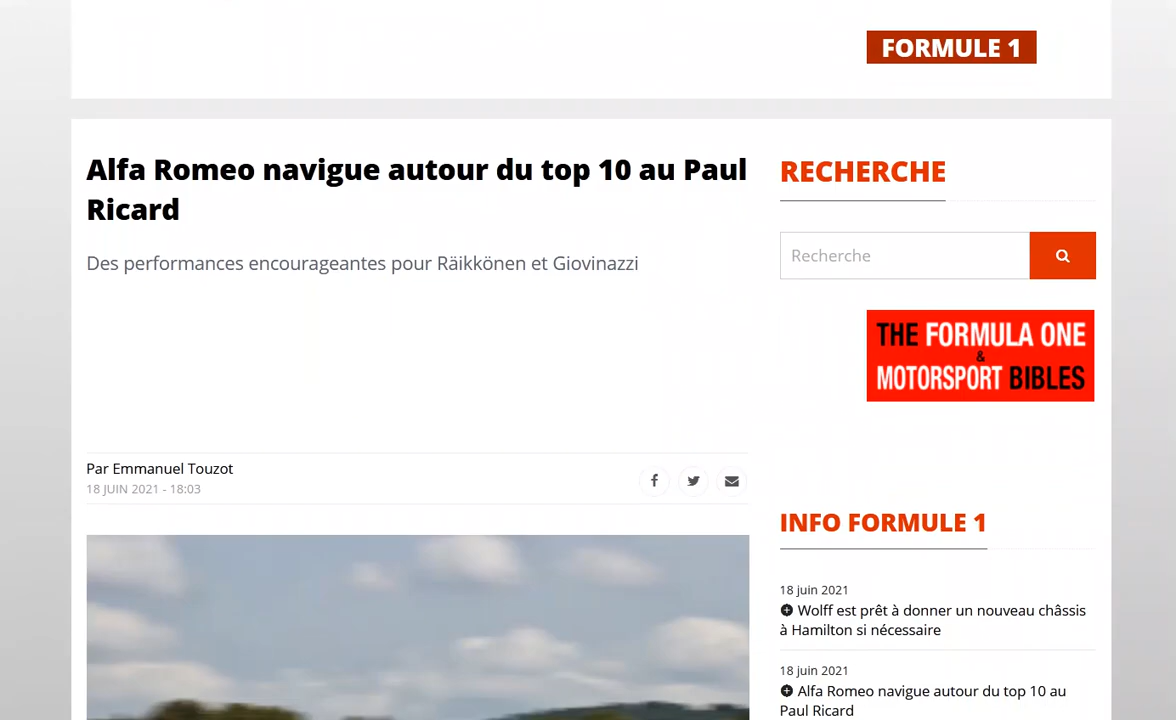 FORMULE 1
Alfa Romeo navigue autour du top 10 au Paul
Ricard
Des performances encourageantes pour Räikkönen et Giovinazzi
Par Emmanuel Touzot
18 JUIN 2021 - 18:03
RECHERCHE
Recherche
THE FORMULA ONE
&
MOTORSPORT BIBLES
INFO FORMULE 1
18 juin 2021
Wolff est prêt à donner un nouveau châssis
à Hamilton si nécessaire
18 juin 2021
Alfa Romeo navigue autour du top 10 au
Paul Ricard